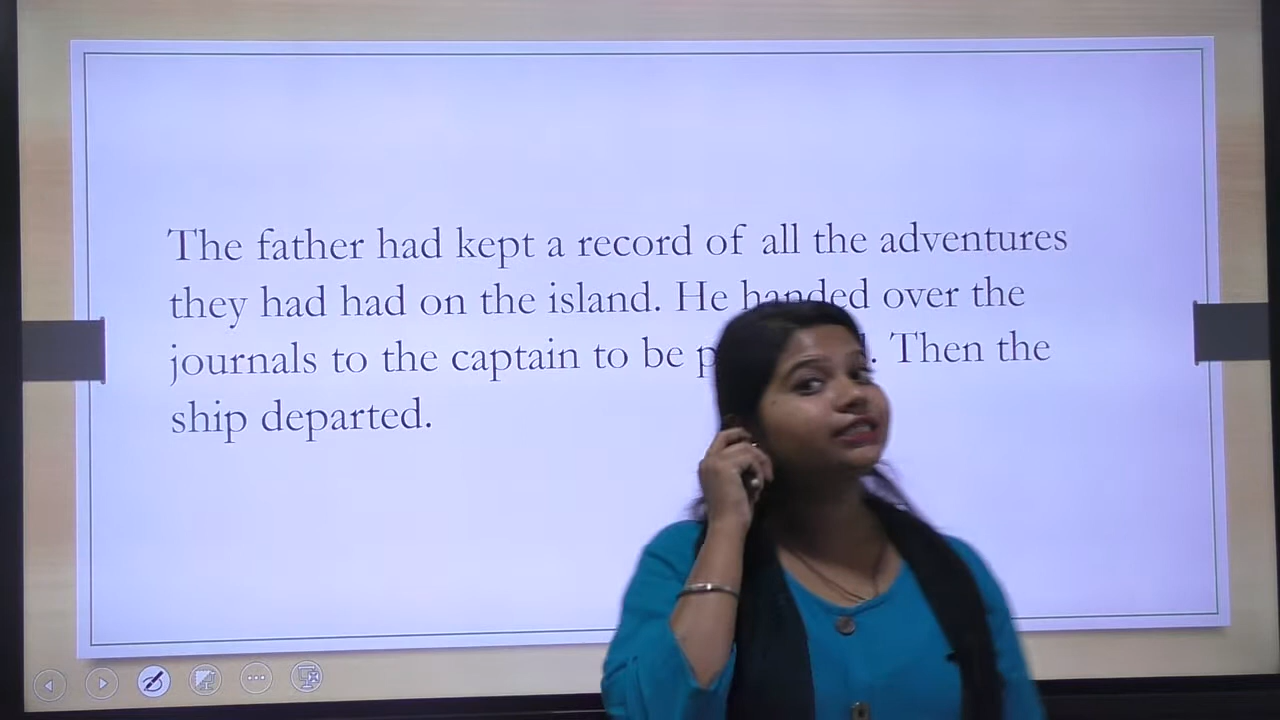 The father had kept a record of all the adventures
they had had on the island. He handed over the
journals to the captain to be Then the
ship departed.